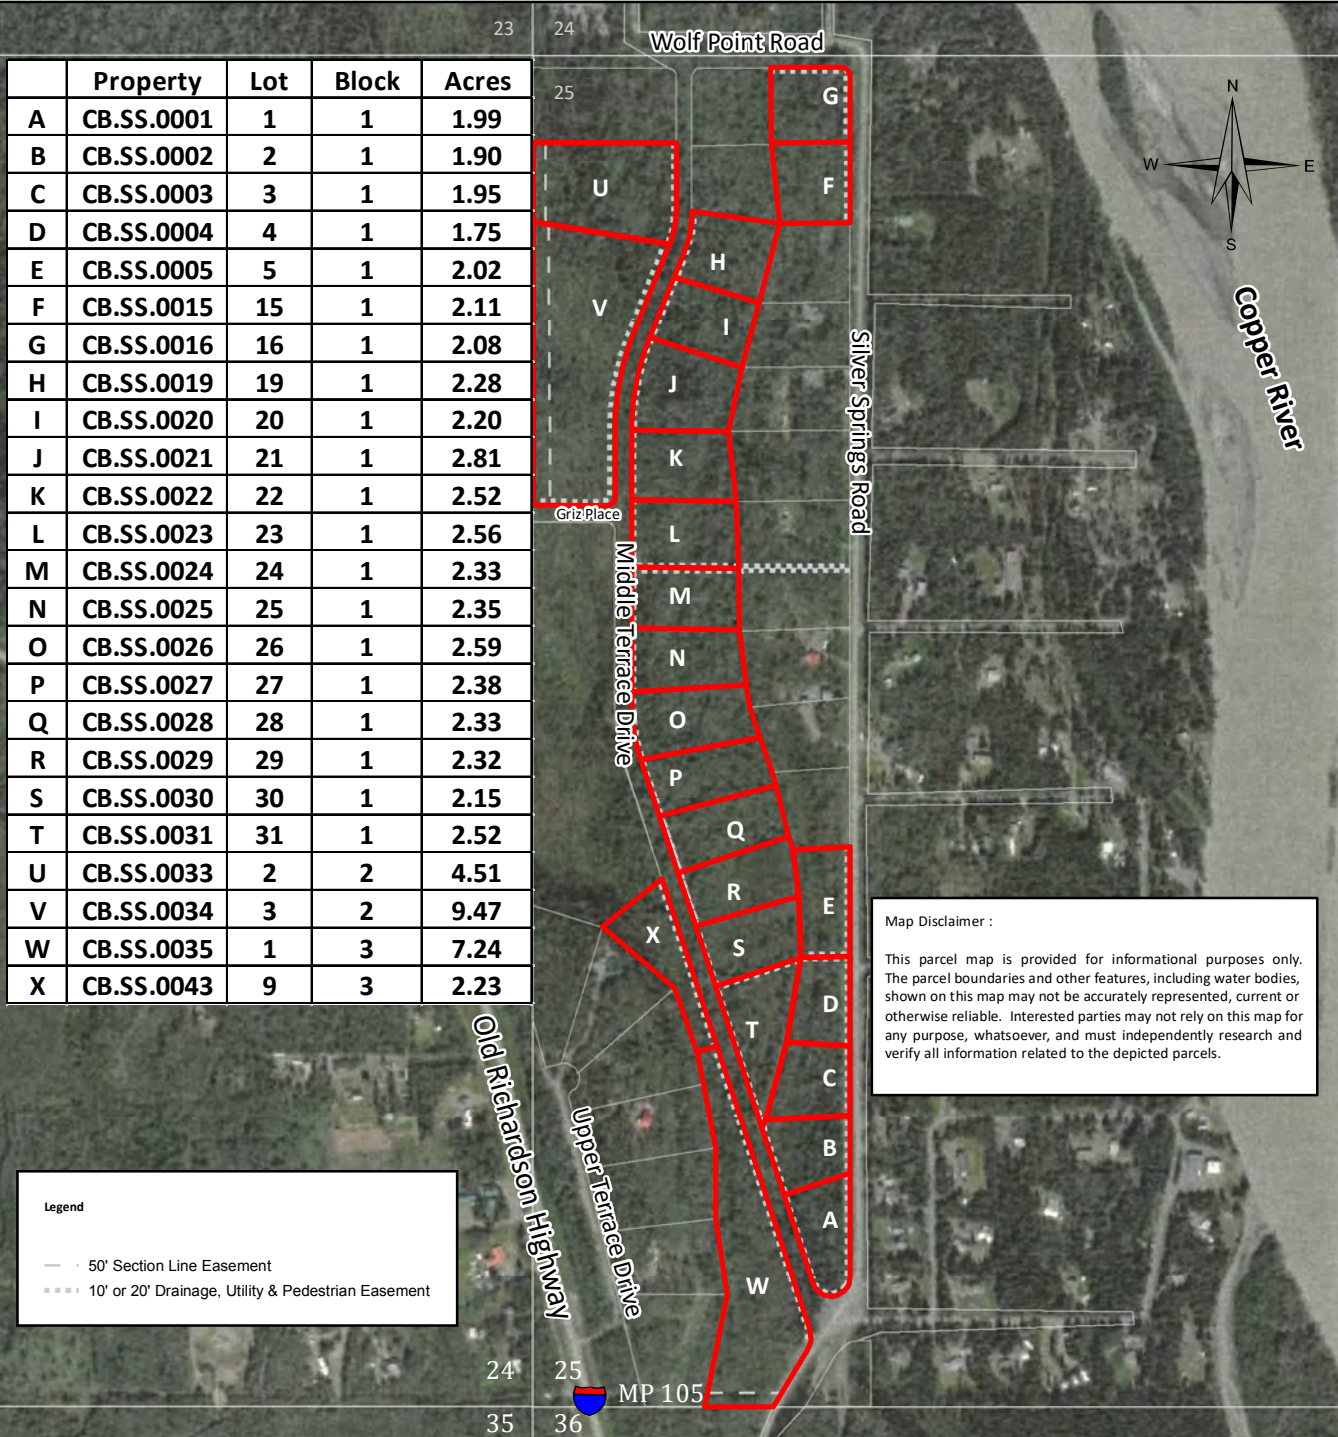 23 24
Wolf Point Road
25
Property Lot Block Acres
A CB.SS.0001 1 1 1.99
B CB.SS.0002 2 1 1.90
C CB.SS.0003 3 1 1.95
D CB.SS.0004 4 1 1.75
E CB.SS.0005 5 1 2.02
F CB.SS.0015 15 1 2.11
G CB.SS.0016 16 1 2.08
H CB.SS.0019 19 1 2.28
I CB.SS.0020 20 1 2.20
J CB.SS.0021 21 1 2.81
K CB.SS.0022 22 1 2.52
L CB.SS.0023 23 1 2.56
M CB.SS.0024 24 1 2.33
N CB.SS.0025 25 1 2.35
O CB.SS.0026 26 1 2.59
P CB.SS.0027 27 1 2.38
Q CB.SS.0028 28 1 2.33
R CB.SS.0029 29 1 2.32
S CB.SS.0030 30 1 2.15
T CB.SS.0031 31 1 2.52
U CB.SS.0033 2 2 4.51
V CB.SS.0034 3 2 9.47
W CB.SS.0035 1 3 7.24
X CB.SS.0043 9 3 2.23
G
F
U
H
V
I
J
K
L
M
N
O
P
Q
R
E
X
S
D
T
C
B
A
W
N
W E
S
Copper River
Silver Springs Road
Griz Place
Middle Terrace Drive
Old Richardson Highway
Upper Terrace Drive
Map Disclaimer :
This parcel map is provided for informational purposes only.
The parcel boundaries and other features, including water bodies,
shown on this map may not be accurately represented, current or
otherwise reliable. Interested parties may not rely on this map for
any purpose, whatsoever, and must independently research and
verify all information related to the depicted parcels.
Legend
50' Section Line Easement
10' or 20' Drainage, Utility & Pedestrian Easement
24 25
MP 105
35 36